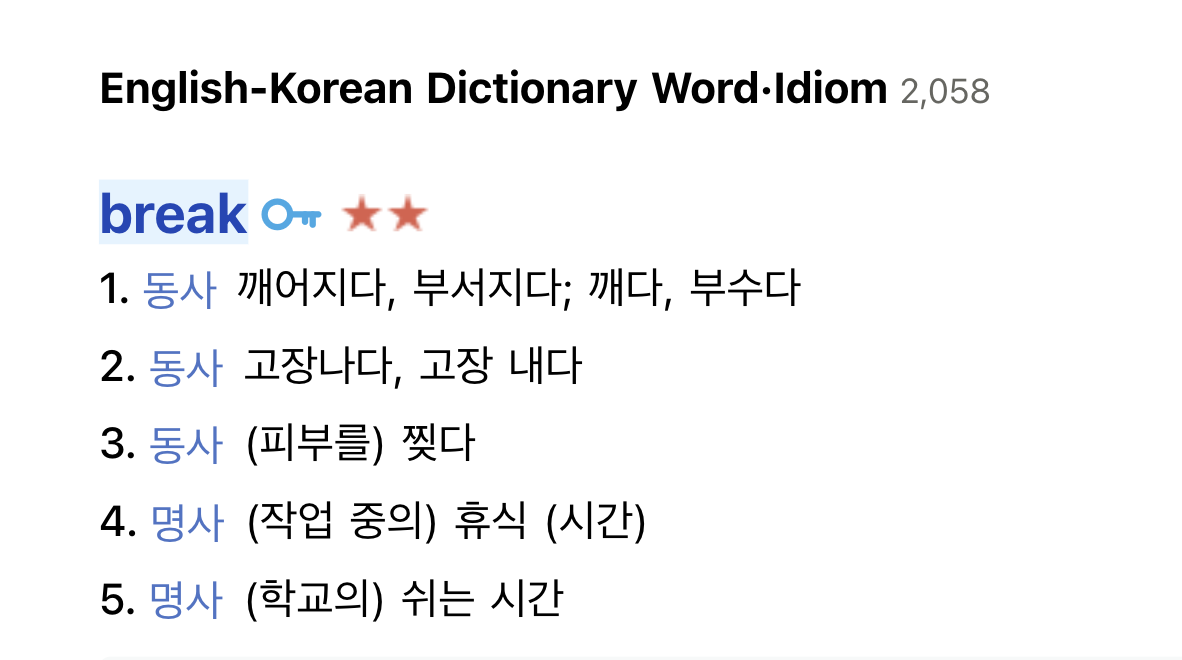 English-Korean Dictionary Word·Idiom 2,058
break ★★
1. 동사 깨어지다, 부서지다; 깨다, 부수다
2. 동사 고장나다, 고장 내다
3. 동사 (피부를) 찢다
4. 명사 (작업 중의) 휴식 (시간)
5. 명사 (학교의) 쉬는 시간